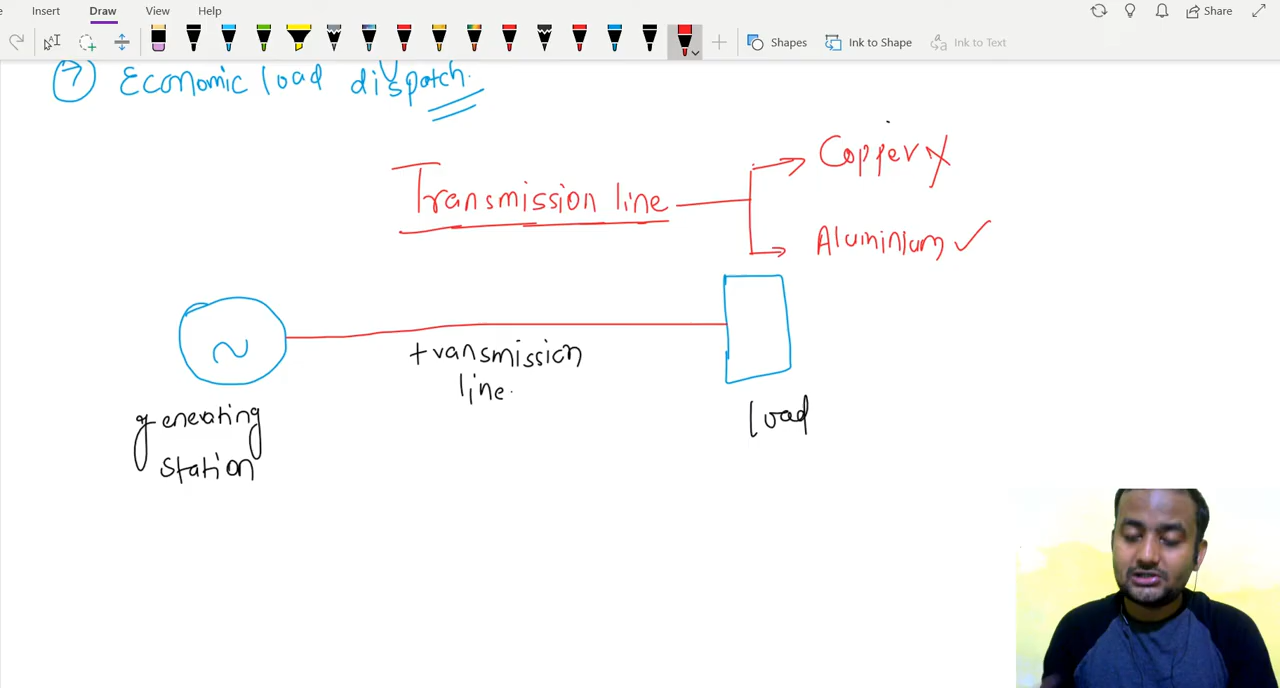 Insert Draw View Help
Share
Shapes Ink to Shape Ink to Text
7 Economic load dispatch.
Transmission line
Copper X
Aluminium ✓
transmission
line.
generating
station
load